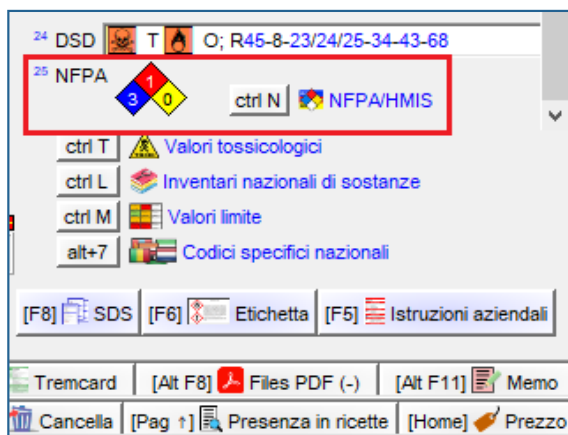 24 DSD T O; R45-8-23/24/25-34-43-68
25 NFPA 3 1 0 ctrl N NFPA/HMIS
ctrl T Valori tossicologici
ctrl L Inventari nazionali di sostanze
ctrl M Valori limite
alt+7 Codici specifici nazionali
[F8] SDS [F6] Etichetta [F5] Istruzioni aziendali
Tremcard [Alt F8] Files PDF (-) [Alt F11] Memo
Cancella [Pag ↑] Presenza in ricette [Home] Prezzo